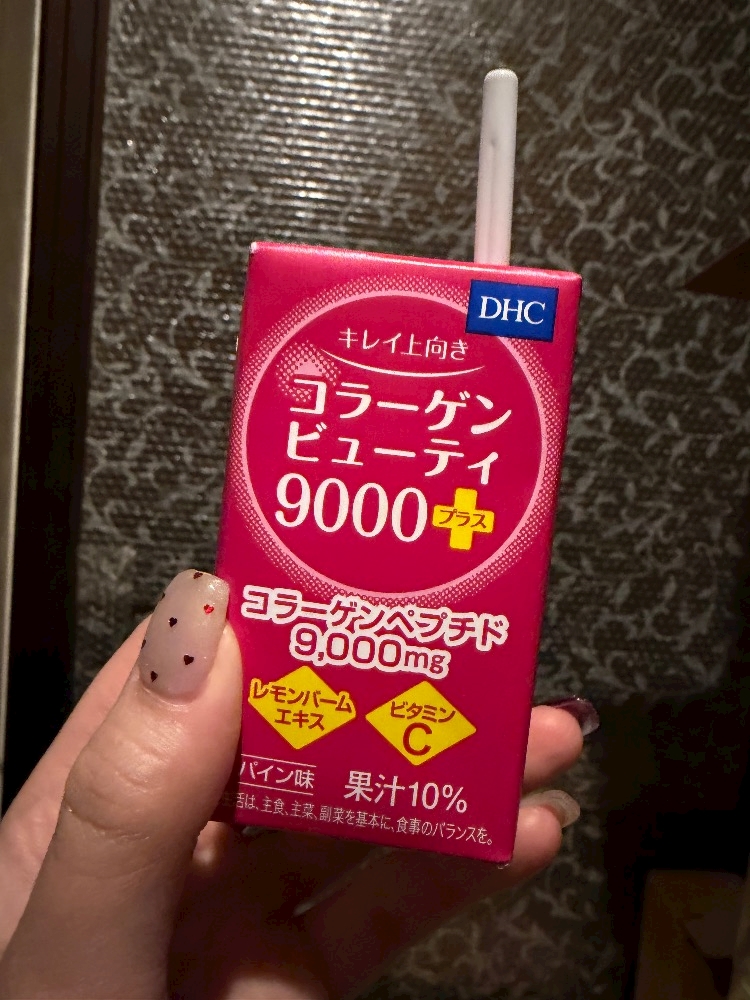 DHC
キレイ上向き
コラーゲン
ビューティ
9000
プラス
コラーゲンペプチド
9,000mg
レモンバーム
エキス
ビタミン
C
パイン味
果汁10%
活は、主食、主菜、副菜を基本に、食事のバランスを。